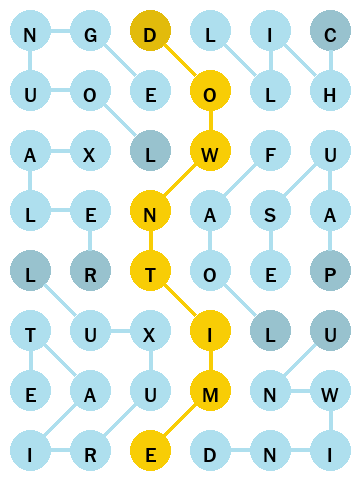 N G D L I C
U O E O L H
A X L W F U
L E N A S A
L R T O E P
T U X I L U
E A U M N W
I R E D N I